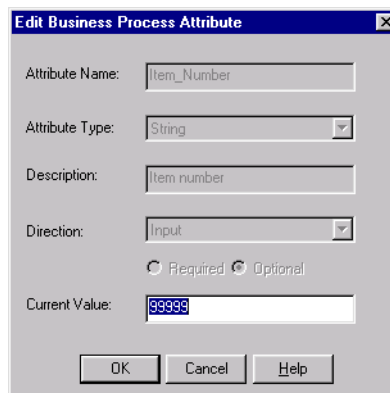 Edit Business Process Attribute
Attribute Name: Item_Number
Attribute Type: String
Description: Item number
Direction: Input
Required Optional
Current Value: 99999
OK Cancel Help